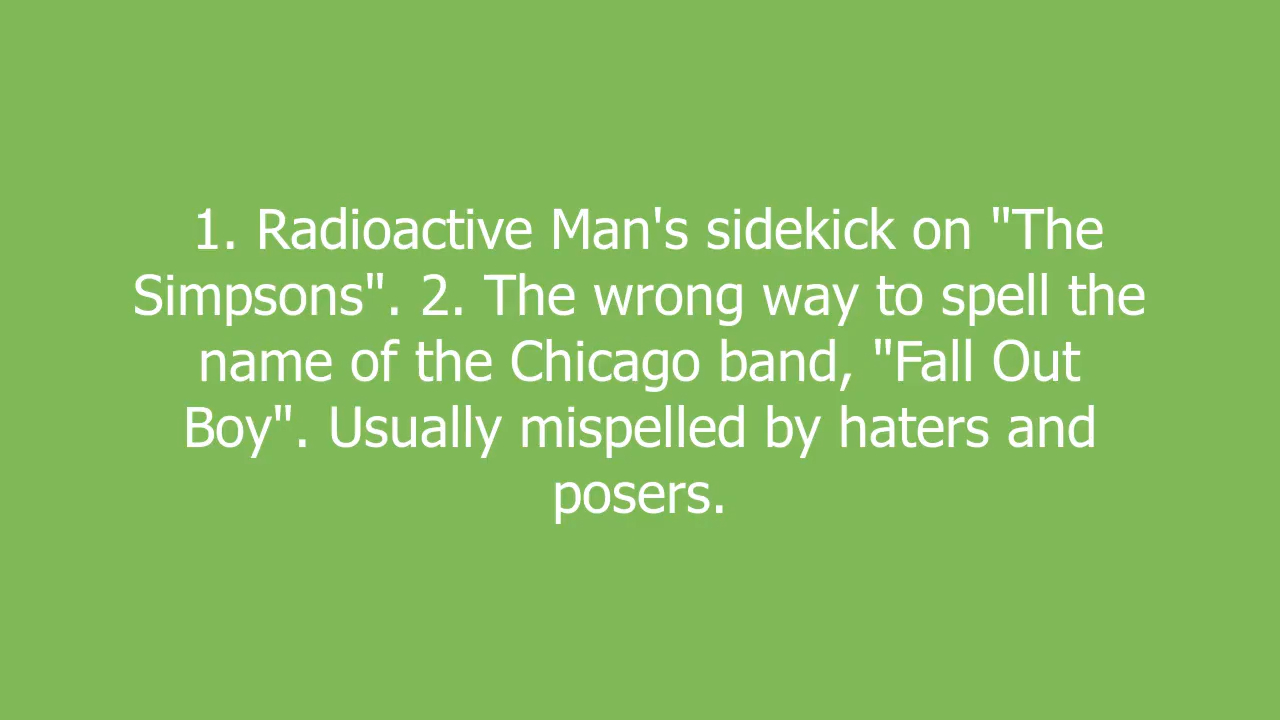 1. Radioactive Man's sidekick on "The
Simpsons". 2. The wrong way to spell the
name of the Chicago band, "Fall Out
Boy". Usually mispelled by haters and
posers.